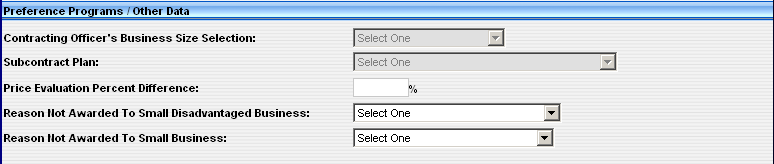 Preference Programs / Other Data
Contracting Officer's Business Size Selection: Select One
Subcontract Plan: Select One
Price Evaluation Percent Difference: %
Reason Not Awarded To Small Disadvantaged Business: Select One
Reason Not Awarded To Small Business: Select One